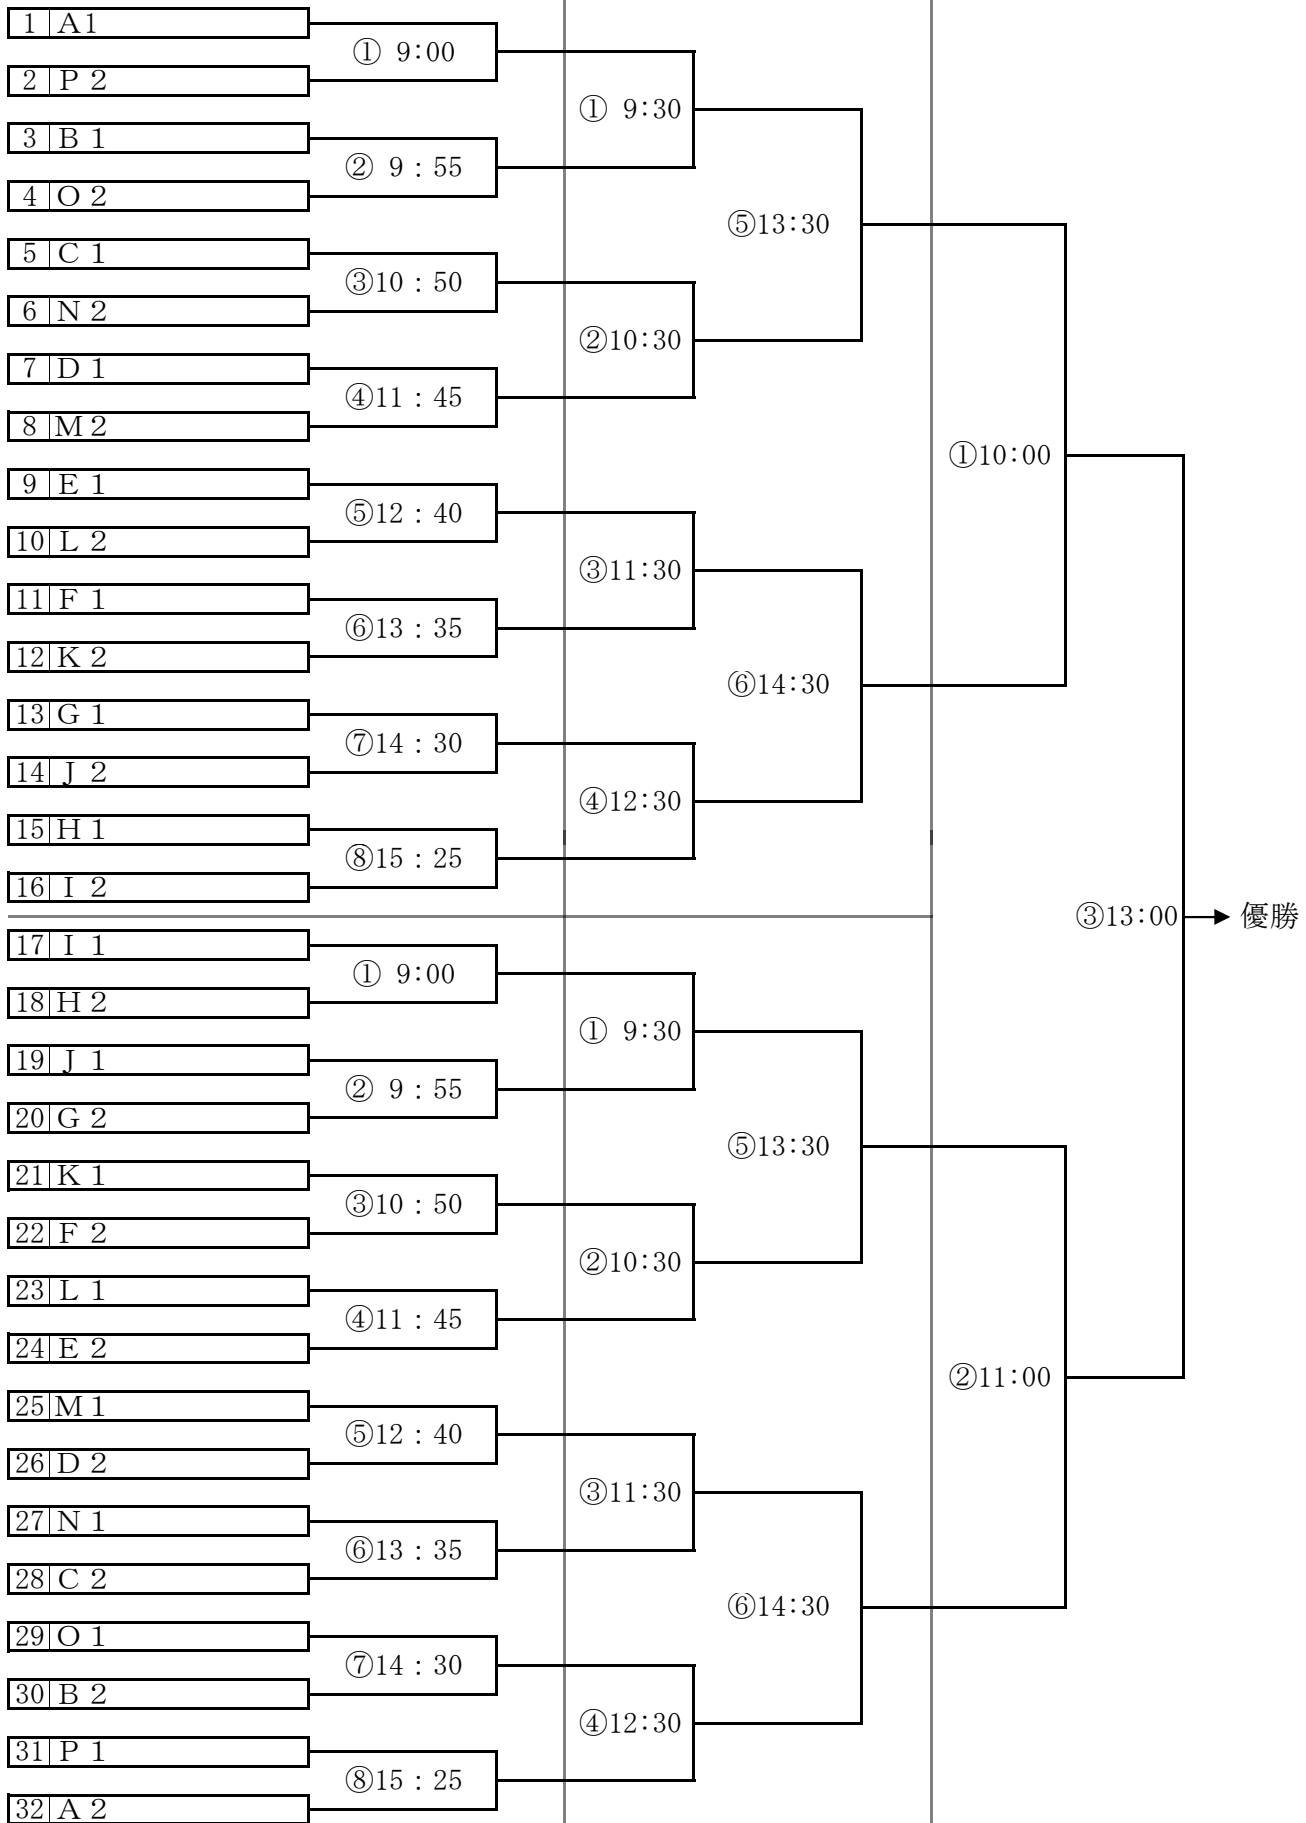 1 A1
① 9:00
2 P 2
① 9:30
3 B 1
② 9 : 55
4 O 2
⑤13:30
5 C 1
③10 : 50
6 N 2
②10:30
7 D 1
④11 : 45
8 M 2
①10:00
9 E 1
⑤12 : 40
10 L 2
③11:30
11 F 1
⑥13 : 35
12 K 2
⑥14:30
13 G 1
⑦14 : 30
14 J 2
④12:30
15 H 1
⑧15 : 25
16 I 2
③13:00 優勝
17 I 1
① 9:00
18 H 2
① 9:30
19 J 1
② 9 : 55
20 G 2
⑤13:30
21 K 1
③10 : 50
22 F 2
②10:30
23 L 1
④11 : 45
24 E 2
②11:00
25 M 1
⑤12 : 40
26 D 2
③11:30
27 N 1
⑥13 : 35
28 C 2
⑥14:30
29 O 1
⑦14 : 30
30 B 2
④12:30
31 P 1
⑧15 : 25
32 A 2